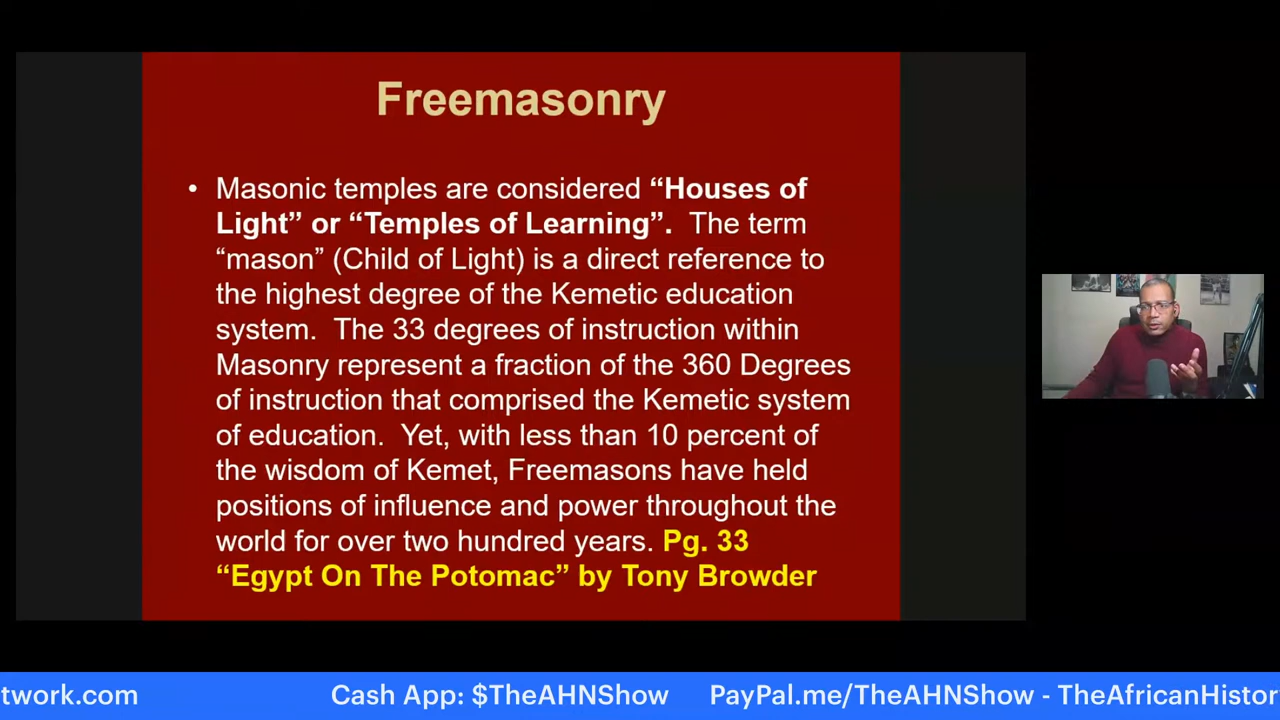 Freemasonry
• Masonic temples are considered “Houses of
Light” or “Temples of Learning”. The term
“mason” (Child of Light) is a direct reference to
the highest degree of the Kemetic education
system. The 33 degrees of instruction within
Masonry represent a fraction of the 360 Degrees
of instruction that comprised the Kemetic system
of education. Yet, with less than 10 percent of
the wisdom of Kemet, Freemasons have held
positions of influence and power throughout the
world for over two hundred years. Pg. 33
“Egypt On The Potomac” by Tony Browder
twork.com Cash App: $TheAHNShow PayPal.me/TheAHNShow - TheAfricanHistor